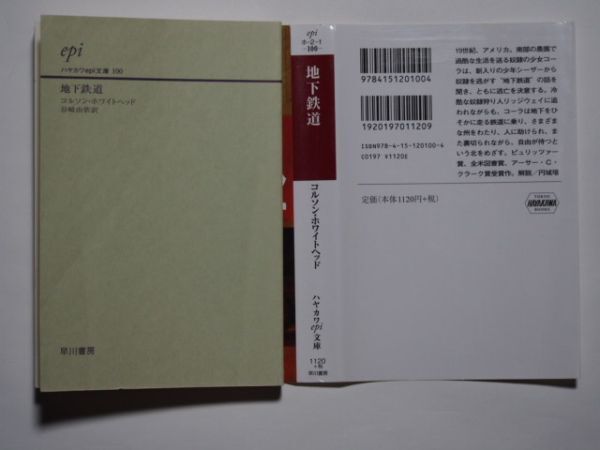 epi
ハヤカワepi文庫 100
地下鉄道
コルソン・ホワイトヘッド
谷崎由依訳
早川書房
epi
ホ-2-1
100
地下鉄道
コルソン・ホワイトヘッド
ハヤカワepi文庫
1120
+税
早川書房
9784151201004
1920197011209
ISBN978-4-15-120100-4
C0197 ¥1120E
定価（本体1120円+税）
19世紀、アメリカ。南部の農園で
過酷な生活を送る奴隷の少女コー
ラは、新入りの少年シーザーから
奴隷を逃がす“地下鉄道”の話を
聞き、ともに逃亡を決意する。冷
酷な奴隷狩り人リッジウェイに追
われながらも、コーラは地下をひ
そかに走る鉄道に乗り、さまざま
な州をわたり、人に助けられ、ま
た裏切られながら、自由が待つと
いう北をめざす。ピュリッツァー
賞、全米図書賞、アーサー・C・
クラーク賞受賞作。解説／円城塔
TOKYO
HAYAKAWA
BOOKS